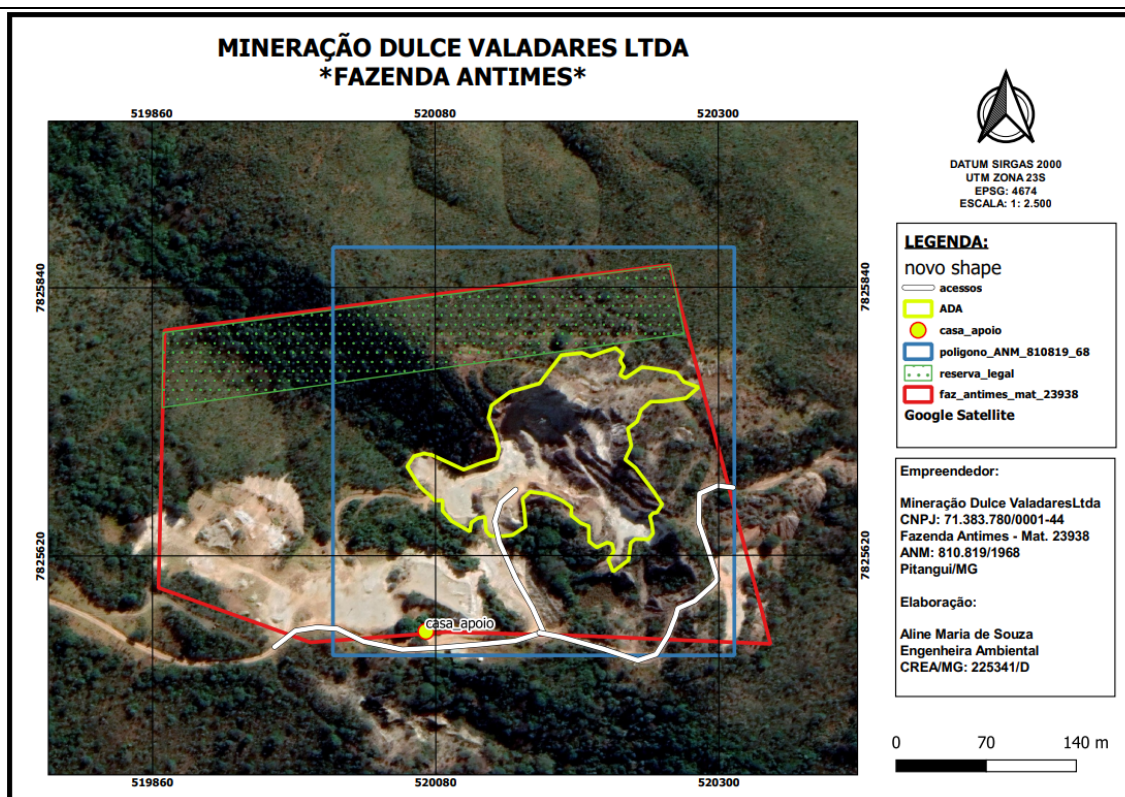 MINERAÇÃO DULCE VALADARES LTDA
*FAZENDA ANTIMES*
519860
520080
520300
7825840
7825840
7825620
7825620
casa_apoio
519860
520080
520300
DATUM SIRGAS 2000
UTM ZONA 23S
EPSG: 4674
ESCALA: 1: 2.500
LEGENDA:
novo shape
acessos
ADA
casa_apoio
poligono_ANM_810819_68
reserva_legal
faz_antimes_mat_23938
Google Satellite
Empreendedor:
Mineração Dulce ValadaresLtda
CNPJ: 71.383.780/0001-44
Fazenda Antimes - Mat. 23938
ANM: 810.819/1968
Pitangui/MG
Elaboração:
Aline Maria de Souza
Engenheira Ambiental
CREA/MG: 225341/D
0 70 140 m